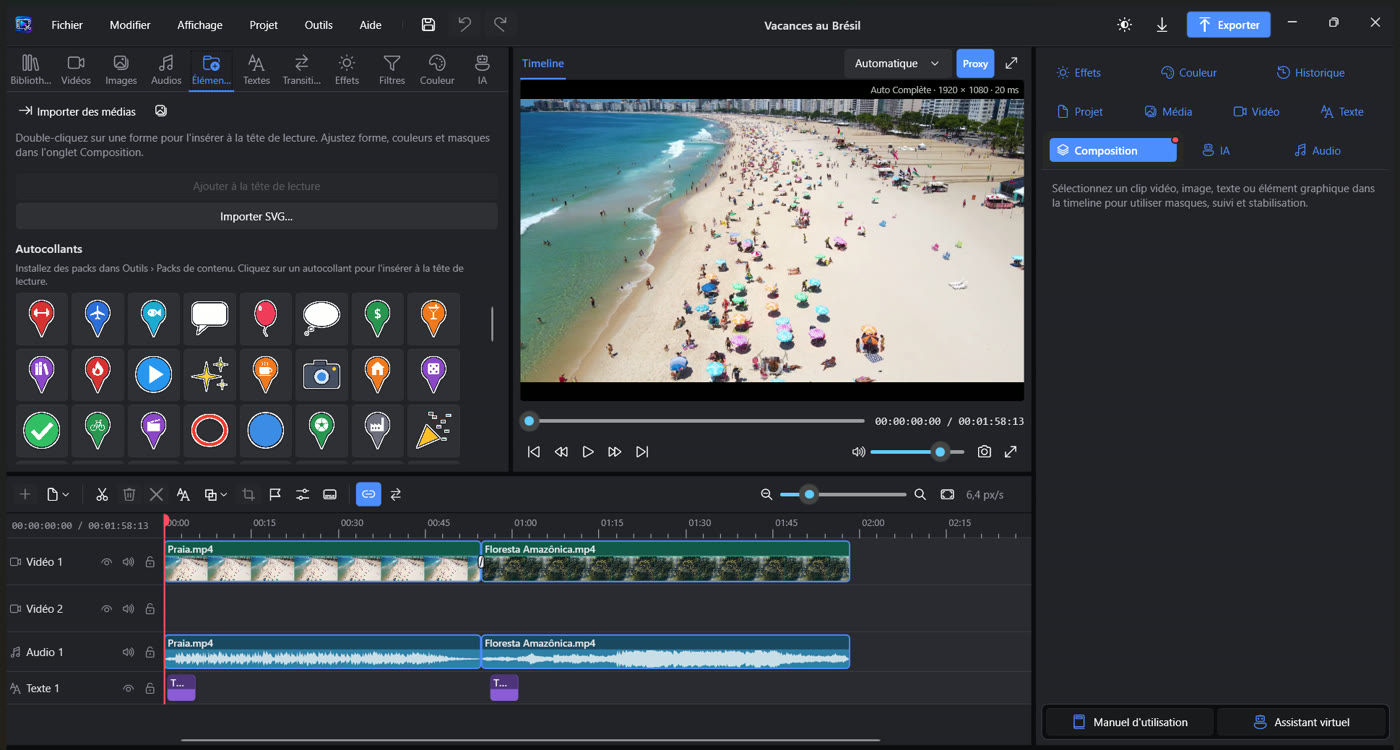 Fichier Modifier Affichage Projet Outils Aide
Vacances au Brésil
Exporter
Biblioth... Vidéos Images Audios Élémen... Textes Transiti... Effets Filtres Couleur IA
Importer des médias
Double-cliquez sur une forme pour l'insérer à la tête de lecture. Ajustez forme, couleurs et masques
dans l'onglet Composition.
Ajouter à la tête de lecture
Importer SVG...
Autocollants
Installez des packs dans Outils › Packs de contenu. Cliquez sur un autocollant pour l'insérer à la tête de
lecture.
$
Timeline
Automatique
Proxy
Auto Complète · 1920 × 1080 · 20 ms
00:00:00:00 / 00:01:58:13
Effets Couleur Historique
Projet Média Vidéo Texte
Composition IA Audio
Sélectionnez un clip vidéo, image, texte ou élément graphique dans
la timeline pour utiliser masques, suivi et stabilisation.
6,4 px/s
00:00:00:00 / 00:01:58:13
00:00 00:15 00:30 00:45 01:00 01:15 01:30 01:45 02:00 02:15
Vidéo 1
Praia.mp4
Floresta Amazônica.mp4
Vidéo 2
Audio 1
Praia.mp4
Floresta Amazônica.mp4
Texte 1
T...
T...
Manuel d'utilisation
Assistant virtuel